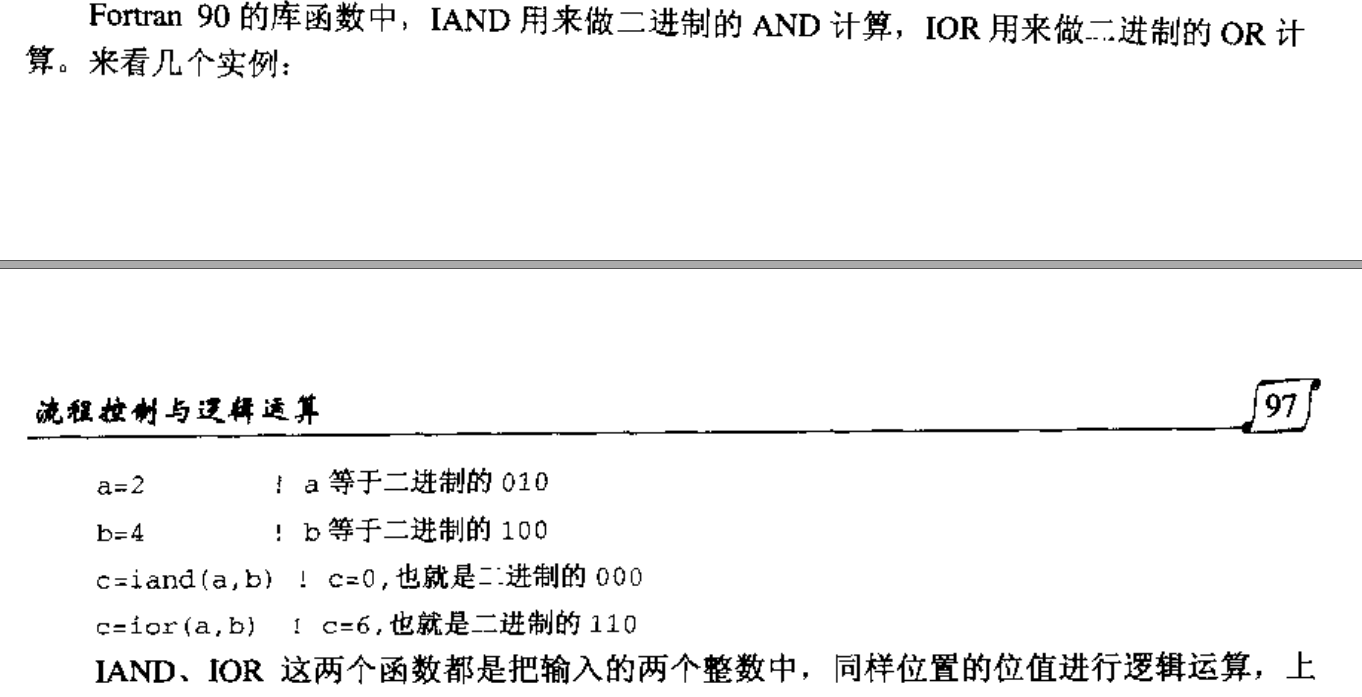 Fortran 90 的库函数中，IAND 用来做二进制的 AND 计算，IOR 用来做二进制的 OR 计
算。来看几个实例：
流程控制与逻辑运算
97
a=2 ! a 等于二进制的 010
b=4 ! b 等于二进制的 100
c=iand(a,b) ! c=0,也就是二进制的 000
c=ior(a,b) ! c=6,也就是二进制的 110
IAND、IOR 这两个函数都是把输入的两个整数中，同样位置的位值进行逻辑运算，上